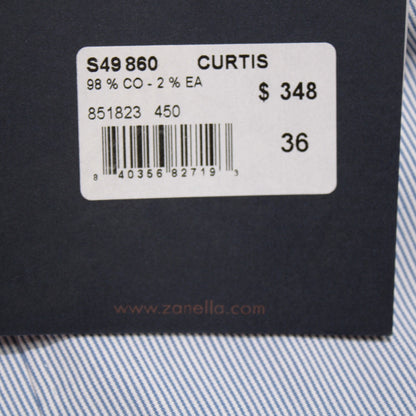 S49 860 CURTIS
98 % CO - 2 % EA
$ 348
851823 450
36
8 40356 82719 3
www.zanella.com